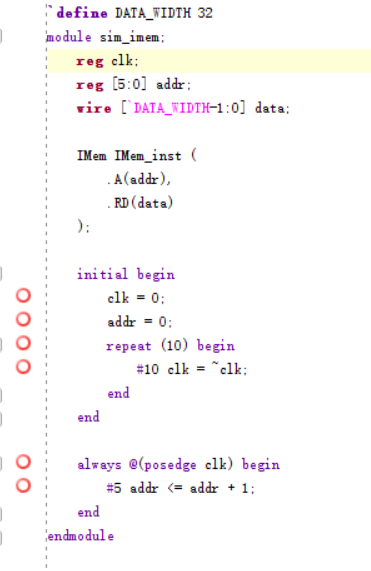 `define DATA_WIDTH 32
module sim_imem;
reg clk;
reg [5:0] addr;
wire [`DATA_WIDTH-1:0] data;
IMem IMem_inst (
.A(addr),
.RD(data)
);
initial begin
clk = 0;
addr = 0;
repeat (10) begin
#10 clk = ~clk;
end
end
always @(posedge clk) begin
#5 addr <= addr + 1;
end
endmodule